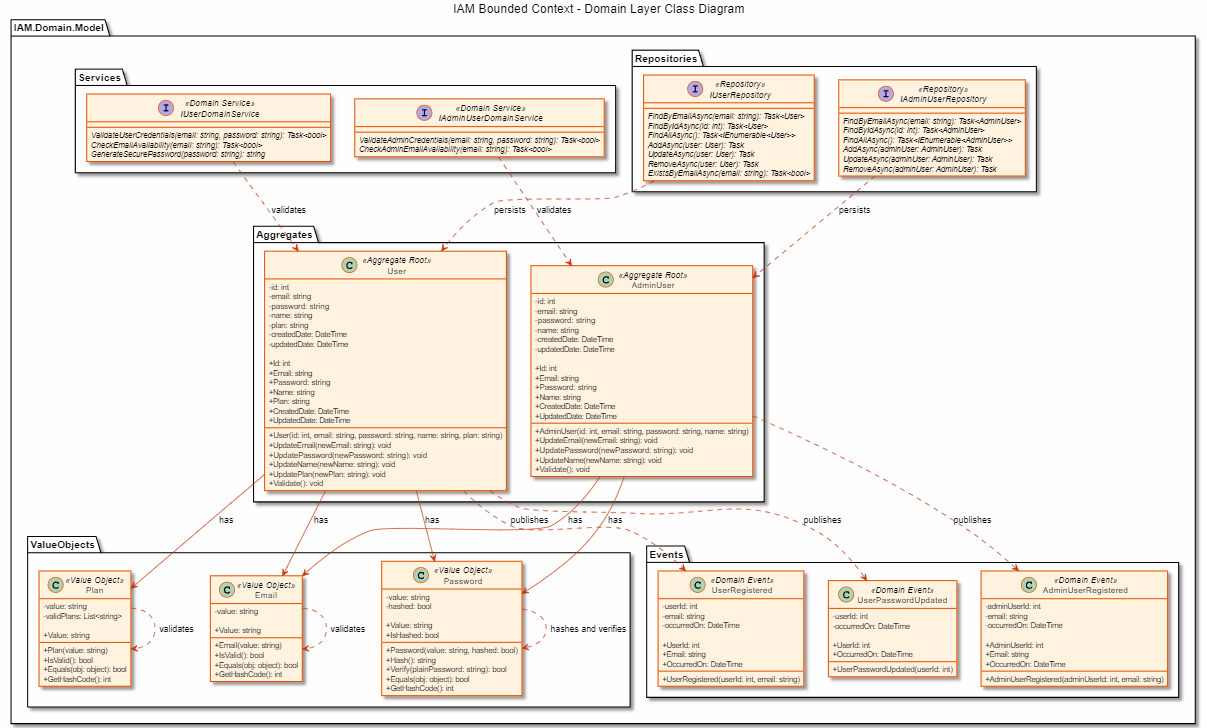 IAM Bounded Context - Domain Layer Class Diagram
IAM.Domain.Model
Services
«Domain Service»
IUserDomainService
ValidateUserCredentials(email: string, password: string): Task<bool>
CheckEmailAvailability(email: string): Task<bool>
GenerateSecurePassword(password: string): string
«Domain Service»
IAdminUserDomainService
ValidateAdminCredentials(email: string, password: string): Task<bool>
CheckAdminEmailAvailability(email: string): Task<bool>
Repositories
«Repository»
IUserRepository
FindByEmailAsync(email: string): Task<User>
FindByIdAsync(id: int): Task<User>
FindAllAsync(): Task<IEnumerable<User>>
AddAsync(user: User): Task
UpdateAsync(user: User): Task
RemoveAsync(user: User): Task
ExistsByEmailAsync(email: string): Task<bool>
«Repository»
IAdminUserRepository
FindByEmailAsync(email: string): Task<AdminUser>
FindByIdAsync(id: int): Task<AdminUser>
FindAllAsync(): Task<IEnumerable<AdminUser>>
AddAsync(adminUser: AdminUser): Task
UpdateAsync(adminUser: AdminUser): Task
RemoveAsync(adminUser: AdminUser): Task
validates
persists
validates
persists
Aggregates
«Aggregate Root»
User
-id: int
-email: string
-password: string
-name: string
-plan: string
-createdDate: DateTime
-updatedDate: DateTime
+Id: int
+Email: string
+Password: string
+Name: string
+Plan: string
+CreatedDate: DateTime
+UpdatedDate: DateTime
+User(id: int, email: string, password: string, name: string, plan: string)
+UpdateEmail(newEmail: string): void
+UpdatePassword(newPassword: string): void
+UpdateName(newName: string): void
+UpdatePlan(newPlan: string): void
+Validate(): void
«Aggregate Root»
AdminUser
-id: int
-email: string
-password: string
-name: string
-createdDate: DateTime
-updatedDate: DateTime
+Id: int
+Email: string
+Password: string
+Name: string
+CreatedDate: DateTime
+UpdatedDate: DateTime
+AdminUser(id: int, email: string, password: string, name: string)
+UpdateEmail(newEmail: string): void
+UpdatePassword(newPassword: string): void
+UpdateName(newName: string): void
+Validate(): void
has
has
has
publishes
has
has
publishes
publishes
ValueObjects
«Value Object»
Plan
-value: string
-validPlans: List<string>
+Value: string
+Plan(value: string)
+IsValid(): bool
+Equals(obj: object): bool
+GetHashCode(): int
validates
«Value Object»
Email
-value: string
+Value: string
+Email(value: string)
+IsValid(): bool
+Equals(obj: object): bool
+GetHashCode(): int
validates
«Value Object»
Password
-value: string
-hashed: bool
+Value: string
+IsHashed: bool
+Password(value: string, hashed: bool)
+Hash(): string
+Verify(plainPassword: string): bool
+Equals(obj: object): bool
+GetHashCode(): int
hashes and verifies
Events
«Domain Event»
UserRegistered
-userId: int
-email: string
-occurredOn: DateTime
+UserId: int
+Email: string
+OccurredOn: DateTime
+UserRegistered(userId: int, email: string)
«Domain Event»
UserPasswordUpdated
-userId: int
-occurredOn: DateTime
+UserId: int
+OccurredOn: DateTime
+UserPasswordUpdated(userId: int)
«Domain Event»
AdminUserRegistered
-adminUserId: int
-email: string
-occurredOn: DateTime
+AdminUserId: int
+Email: string
+OccurredOn: DateTime
+AdminUserRegistered(adminUserId: int, email: string)